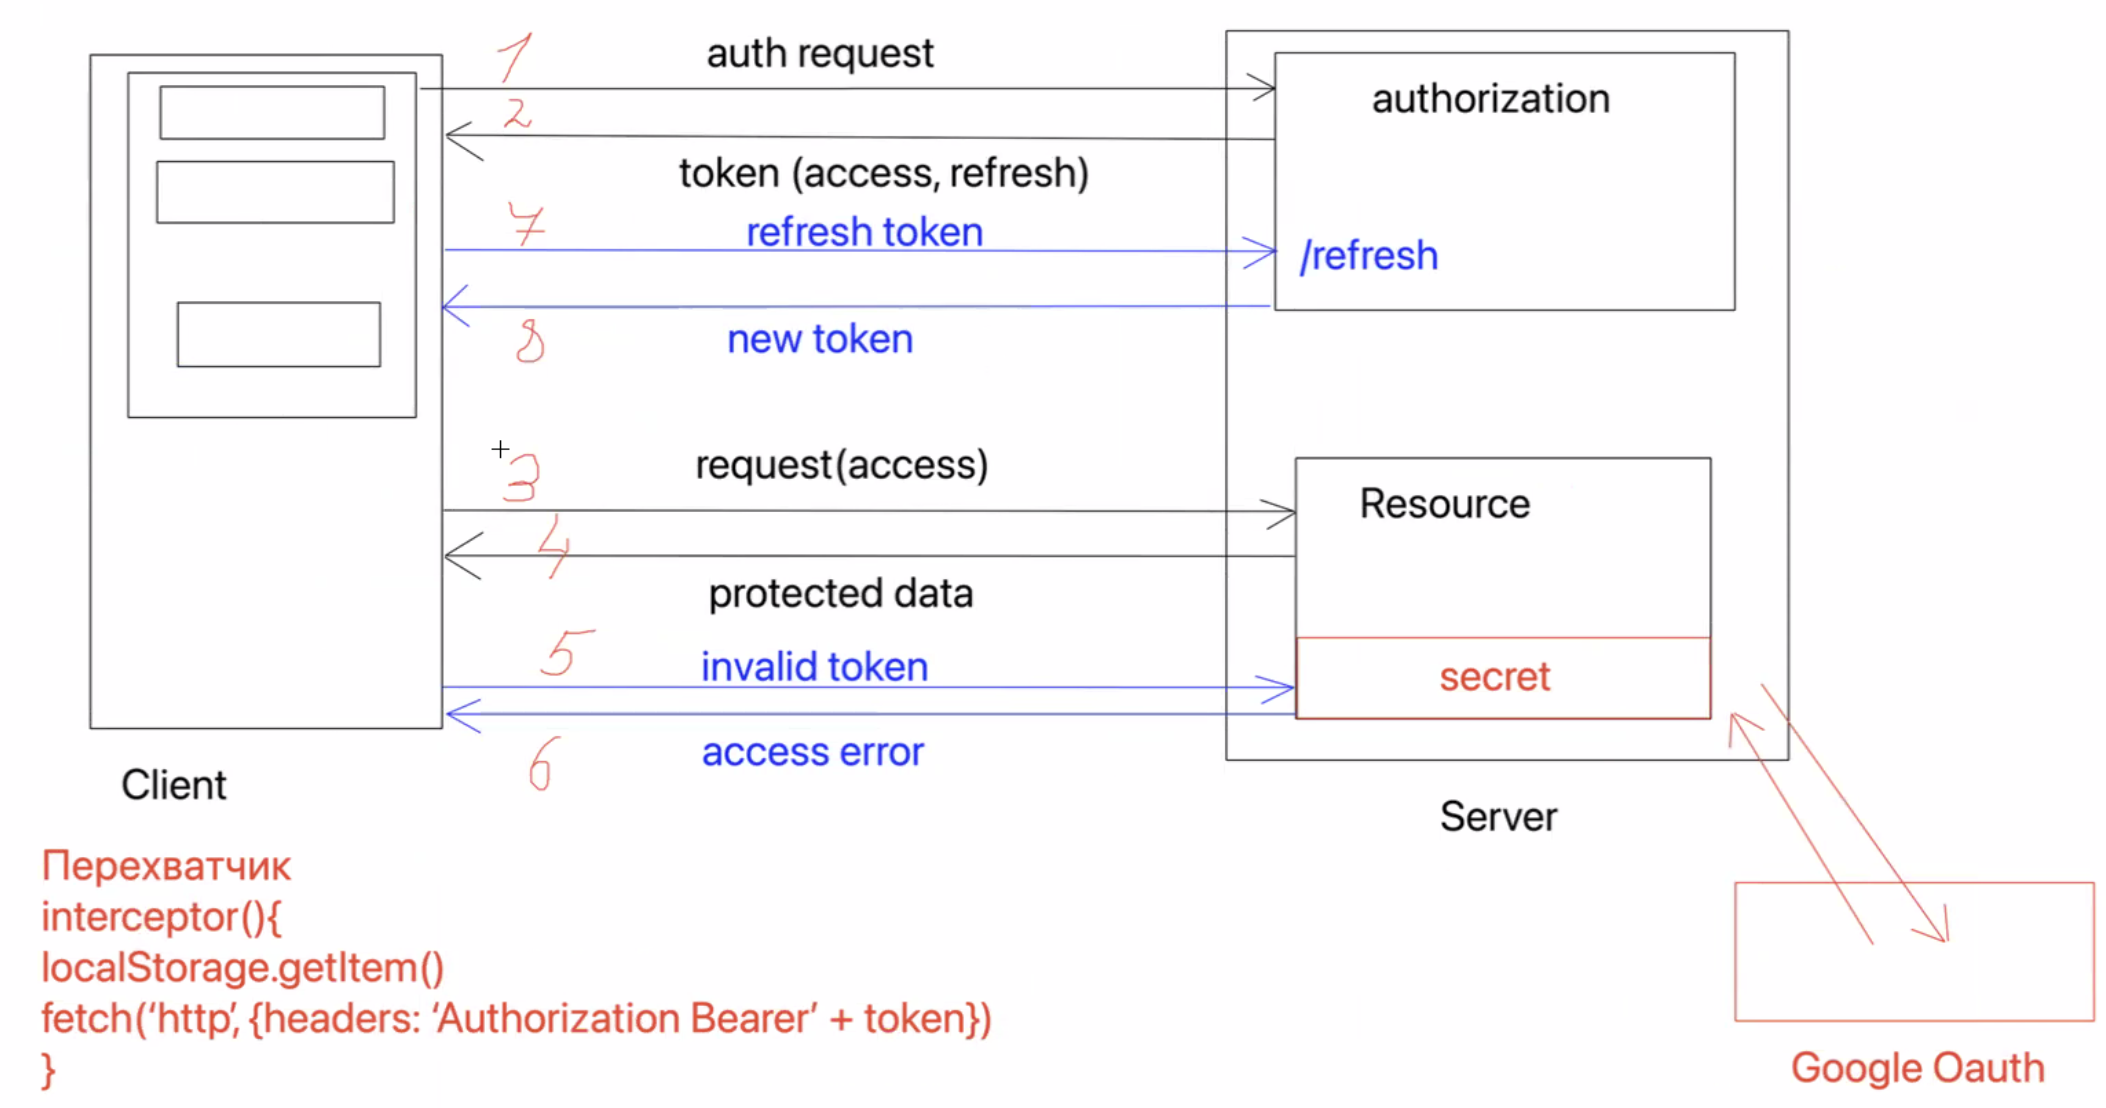 1
auth request
authorization
2
token (access, refresh)
7
refresh token
/refresh
8
new token
3
request(access)
Resource
4
protected data
5
invalid token
secret
6
access error
Client
Server
Перехватчик
interceptor(){
localStorage.getItem()
fetch(‘http’, {headers: ‘Authorization Bearer’ + token})
}
Google Oauth